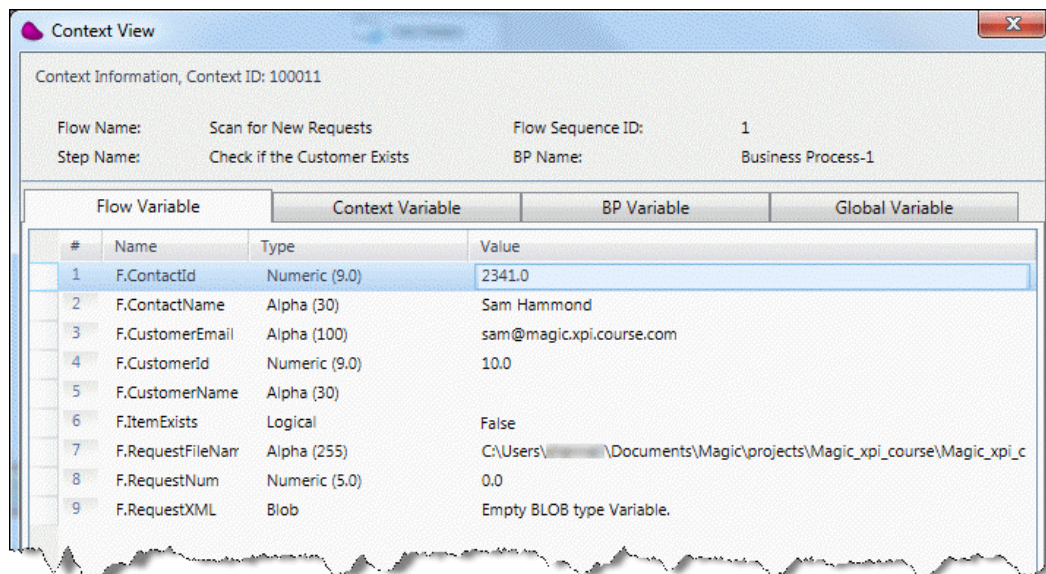 Context View
X
Context Information, Context ID: 100011
Flow Name: Scan for New Requests Flow Sequence ID: 1
Step Name: Check if the Customer Exists BP Name: Business Process-1
Flow Variable Context Variable BP Variable Global Variable
# Name Type Value
1 F.ContactId Numeric (9.0) 2341.0
2 F.ContactName Alpha (30) Sam Hammond
3 F.CustomerEmail Alpha (100) sam@magic.xpi.course.com
4 F.CustomerId Numeric (9.0) 10.0
5 F.CustomerName Alpha (30)
6 F.ItemExists Logical False
7 F.RequestFileNam Alpha (255) C:\Users\ \Documents\Magic\projects\Magic_xpi_course\Magic_xpi_c
8 F.RequestNum Numeric (5.0) 0.0
9 F.RequestXML Blob Empty BLOB type Variable.